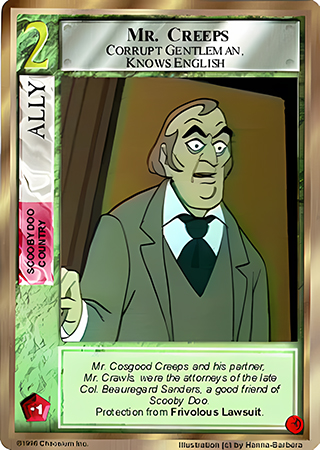 2
MR. CREEPS
CORRUPT GENTLEMAN,
KNOWS ENGLISH
ALLY
SCOOBY DOO
COUNTRY
Mr. Cosgood Creeps and his partner,
Mr. Crawls, were the attorneys of the late
Col. Beauregard Sanders, a good friend of
Scooby Doo.
Protection from Frivolous Lawsuit.
-1
©1996 Chaosium Inc.
Illustration (c) by Hanna-Barbera